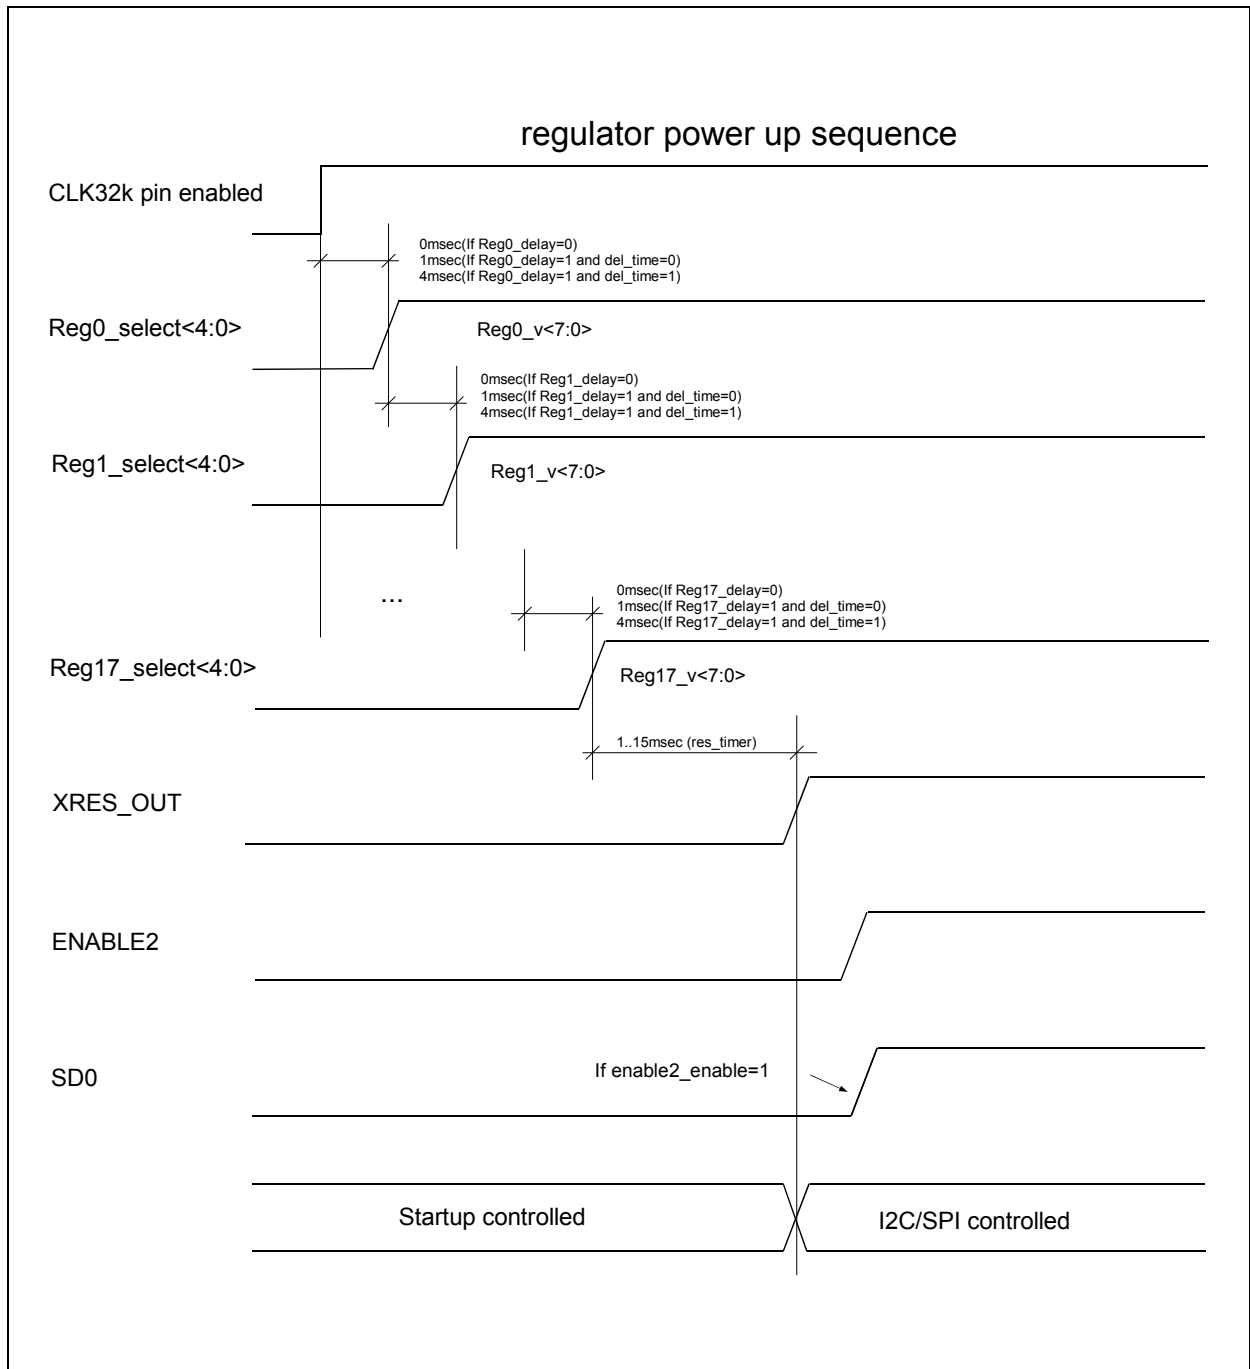 regulator power up sequence
CLK32k pin enabled
0msec(If Reg0_delay=0)
1msec(If Reg0_delay=1 and del_time=0)
4msec(If Reg0_delay=1 and del_time=1)
Reg0_select<4:0>
Reg0_v<7:0>
0msec(If Reg1_delay=0)
1msec(If Reg1_delay=1 and del_time=0)
4msec(If Reg1_delay=1 and del_time=1)
Reg1_select<4:0>
Reg1_v<7:0>
...
0msec(If Reg17_delay=0)
1msec(If Reg17_delay=1 and del_time=0)
4msec(If Reg17_delay=1 and del_time=1)
Reg17_select<4:0>
Reg17_v<7:0>
1..15msec (res_timer)
XRES_OUT
ENABLE2
SD0
If enable2_enable=1
Startup controlled
I2C/SPI controlled